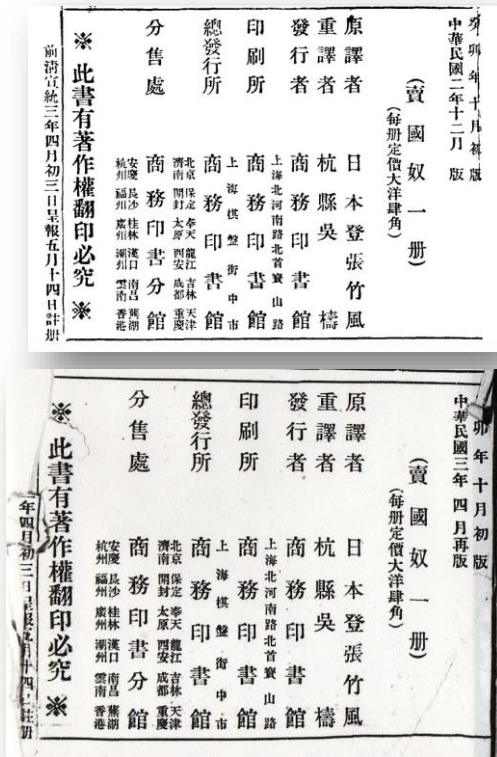 癸卯年十月初版
中華民國二年十二月 版
(賣國奴一册)
(每册定價大洋肆角)
原譯者 日本登張竹風
重譯者 杭縣吳檮
發行者 商務印書館
上海北河南路北首寶山路
印刷所 商務印書館
上海棋盤街中市
總發行所 商務印書館
北京 保定 奉天 龍江 吉林 天津
濟南 開封 太原 西安 成都 重慶
分售處 商務印書分館
安慶 長沙 桂林 漢口 南昌 蕪湖
杭州 福州 廣州 潮州 雲南 香港
※ 此書有著作權翻印必究 ※
前清宣統三年四月初三日呈報五月十四日註册
卯年十月初版
中華民國三年四月再版
(賣國奴一册)
(每册定價大洋肆角)
原譯者 日本登張竹風
重譯者 杭縣吳檮
發行者 商務印書館
上海北河南路北首寶山路
印刷所 商務印書館
上海棋盤街中市
總發行所 商務印書館
北京 保定 奉天 龍江 吉林 天津
濟南 開封 太原 西安 成都 重慶
分售處 商務印書分館
安慶 長沙 桂林 漢口 南昌 蕪湖
杭州 福州 廣州 潮州 雲南 香港
※ 此書有著作權翻印必究 ※
年四月初三日呈報五月十四日註册